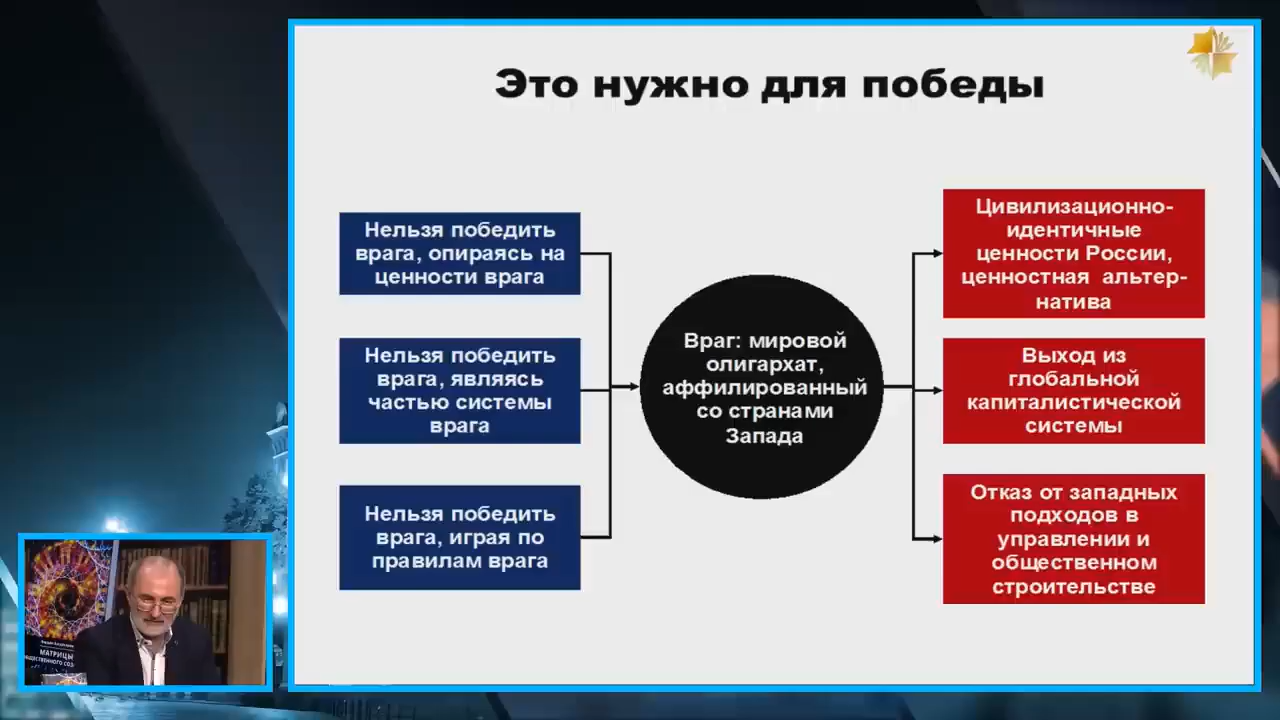 Это нужно для победы
Нельзя победить
врага, опираясь на
ценности врага
Нельзя победить
врага, являясь
частью системы
врага
Нельзя победить
врага, играя по
правилам врага
Враг: мировой
олигархат,
аффилированный
со странами
Запада
Цивилизационно-
идентичные
ценности России,
ценностная альтер-
натива
Выход из
глобальной
капиталистической
системы
Отказ от западных
подходов в
управлении и
общественном
строительстве
МАТРИЦЫ